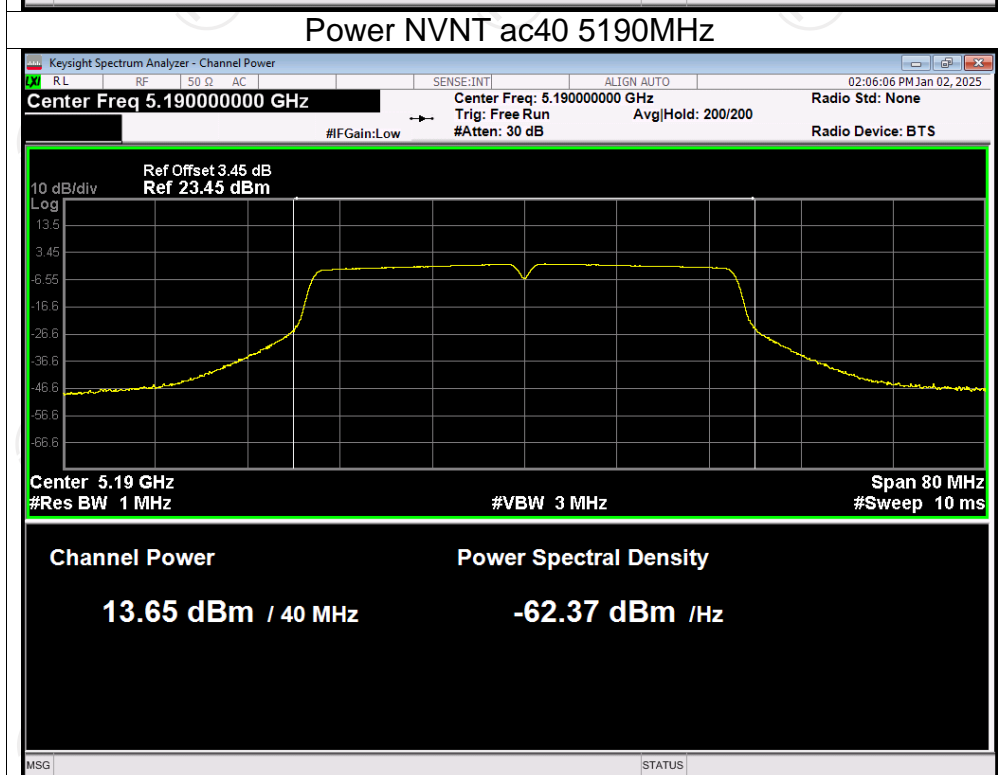 Power NVNT ac40 5190MHz
Keysight Spectrum Analyzer - Channel Power
LXI RL RF 50 Ω AC SENSE:INT ALIGN AUTO 02:06:06 PM Jan 02, 2025
Center Freq 5.190000000 GHz Center Freq: 5.190000000 GHz Radio Std: None
Trig: Free Run Avg|Hold: 200/200
#IFGain:Low #Atten: 30 dB Radio Device: BTS
Ref Offset 3.45 dB
10 dB/div Ref 23.45 dBm
Log
13.5
3.45
-6.55
-16.6
-26.6
-36.6
-46.6
-56.6
-66.6
Center 5.19 GHz Span 80 MHz
#Res BW 1 MHz #VBW 3 MHz #Sweep 10 ms
Channel Power Power Spectral Density
13.65 dBm / 40 MHz -62.37 dBm /Hz
MSG STATUS